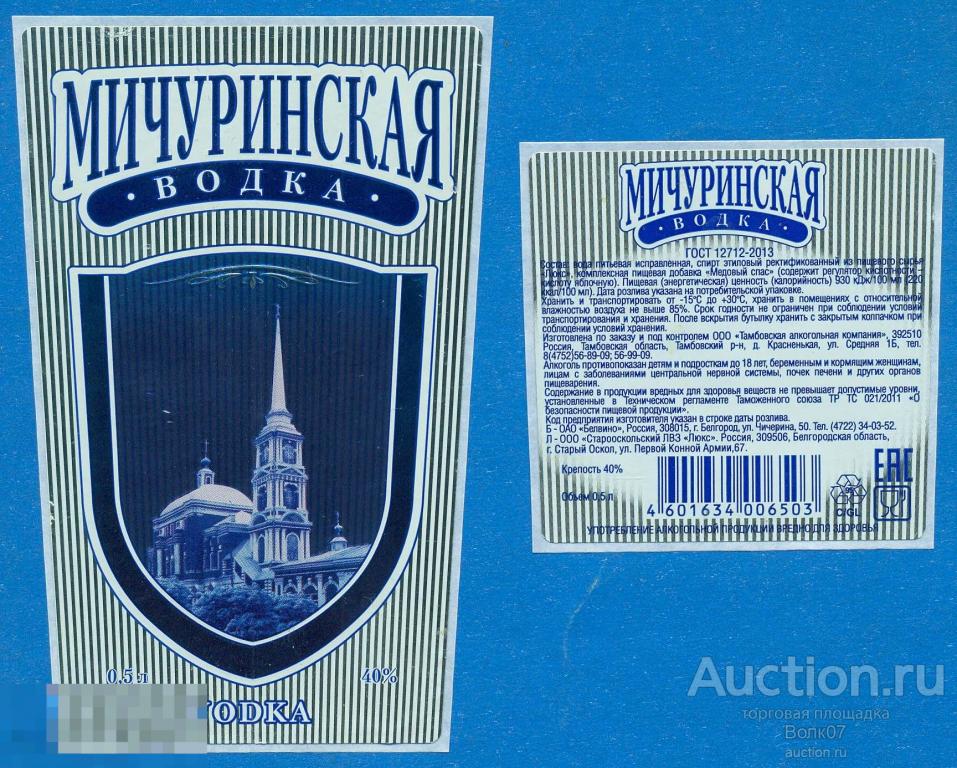 МИЧУРИНСКАЯ
• ВОДКА •
0,5 л 40%
VODKA
МИЧУРИНСКАЯ
• ВОДКА •
ГОСТ 12712-2013
Состав: вода питьевая исправленная, спирт этиловый ректификованный из пищевого сырья
«Люкс», комплексная пищевая добавка «Медовый спас» (содержит регулятор кислотности –
кислоту яблочную). Пищевая (энергетическая) ценность (калорийность) 930 кДж/100 мл (220
ккал/100 мл). Дата розлива указана на потребительской упаковке.
Хранить и транспортировать от -15°С до +30°С, хранить в помещениях с относительной
влажностью воздуха не выше 85%. Срок годности не ограничен при соблюдении условий
транспортирования и хранения. После вскрытия бутылку хранить с закрытым колпачком при
соблюдении условий хранения.
Изготовлена по заказу и под контролем ООО «Тамбовская алкогольная компания», 392510
Россия, Тамбовская область, Тамбовский р-н, д. Красненькая, ул. Средняя 1Б, тел.
8(4752)56-89-09; 56-99-09.
Алкоголь противопоказан детям и подросткам до 18 лет, беременным и кормящим женщинам,
лицам с заболеваниями центральной нервной системы, почек печени и других органов
пищеварения.
Содержание в продукции вредных для здоровья веществ не превышает допустимые уровни,
установленные в Техническом регламенте Таможенного союза ТР ТС 021/2011 «О
безопасности пищевой продукции».
Код предприятия изготовителя указан в строке даты розлива.
Б - ОАО «Белвино», Россия, 308015, г. Белгород, ул. Чичерина, 50. Тел. (4722) 34-03-52.
Л - ООО «Старооскольский ЛВЗ «Люкс». Россия, 309506, Белгородская область,
г. Старый Оскол, ул. Первой Конной Армии,67.
Крепость 40%
Объем 0,5 л
4 601634 006503
C/GL
EAC
УПОТРЕБЛЕНИЕ АЛКОГОЛЬНОЙ ПРОДУКЦИИ ВРЕДНО ДЛЯ ЗДОРОВЬЯ
Auction.ru
торговая площадка
Волк07
auction.ru